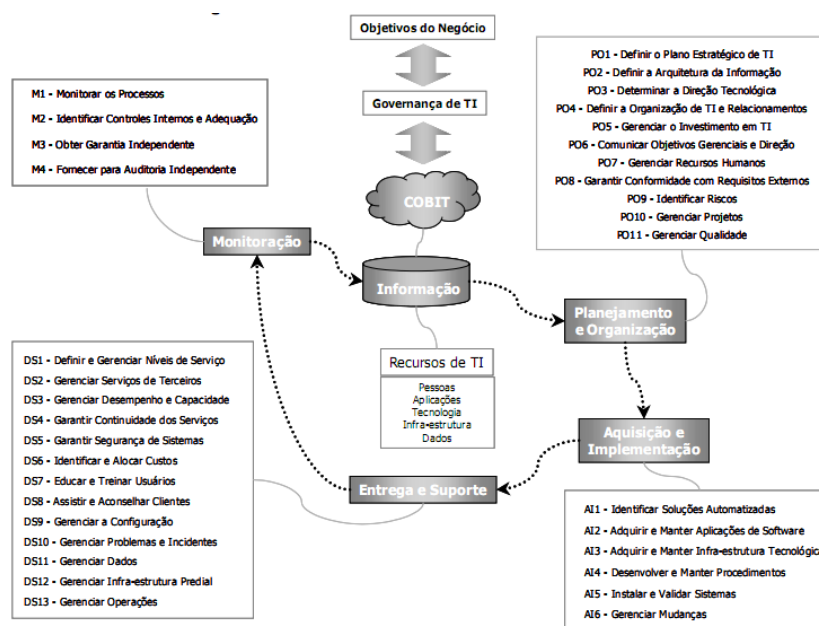 Objetivos do Negócio
Governança de TI
COBIT
Informação
Recursos de TI
Pessoas
Aplicações
Tecnologia
Infra-estrutura
Dados
M1 - Monitorar os Processos
M2 - Identificar Controles Internos e Adequação
M3 - Obter Garantia Independente
M4 - Fornecer para Auditoria Independente
Monitoração
PO1 - Definir o Plano Estratégico de TI
PO2 - Definir a Arquitetura da Informação
PO3 - Determinar a Direção Tecnológica
PO4 - Definir a Organização de TI e Relacionamentos
PO5 - Gerenciar o Investimento em TI
PO6 - Comunicar Objetivos Gerenciais e Direção
PO7 - Gerenciar Recursos Humanos
PO8 - Garantir Conformidade com Requisitos Externos
PO9 - Identificar Riscos
PO10 - Gerenciar Projetos
PO11 - Gerenciar Qualidade
Planejamento
e Organização
Aquisição e
Implementação
AI1 - Identificar Soluções Automatizadas
AI2 - Adquirir e Manter Aplicações de Software
AI3 - Adquirir e Manter Infra-estrutura Tecnológica
AI4 - Desenvolver e Manter Procedimentos
AI5 - Instalar e Validar Sistemas
AI6 - Gerenciar Mudanças
Entrega e Suporte
DS1 - Definir e Gerenciar Níveis de Serviço
DS2 - Gerenciar Serviços de Terceiros
DS3 - Gerenciar Desempenho e Capacidade
DS4 - Garantir Continuidade dos Serviços
DS5 - Garantir Segurança de Sistemas
DS6 - Identificar e Alocar Custos
DS7 - Educar e Treinar Usuários
DS8 - Assistir e Aconselhar Clientes
DS9 - Gerenciar a Configuração
DS10 - Gerenciar Problemas e Incidentes
DS11 - Gerenciar Dados
DS12 - Gerenciar Infra-estrutura Predial
DS13 - Gerenciar Operações